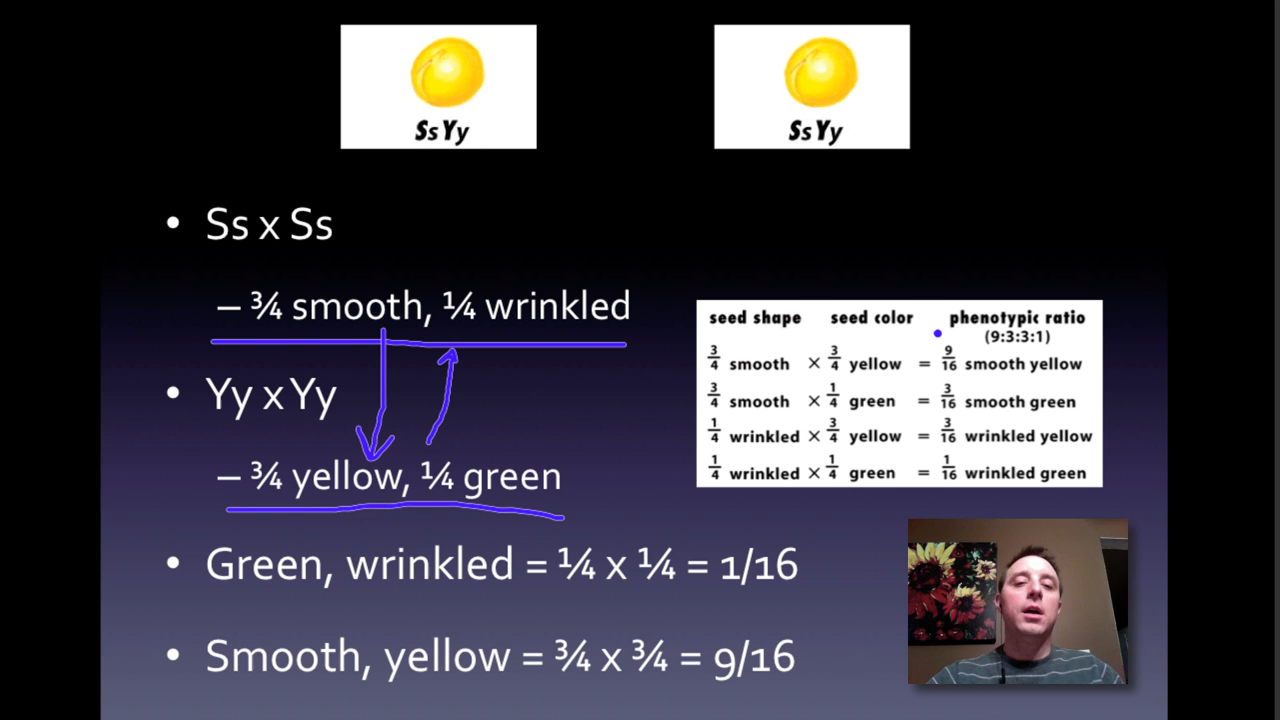 SsYy
SsYy
• Ss x Ss
– ¾ smooth, ¼ wrinkled
• Yy x Yy
– ¾ yellow, ¼ green
• Green, wrinkled = ¼ x ¼ = 1/16
• Smooth, yellow = ¾ x ¾ = 9/16
seed shape seed color phenotypic ratio
(9:3:3:1)
3/4 smooth × 3/4 yellow = 9/16 smooth yellow
3/4 smooth × 1/4 green = 3/16 smooth green
1/4 wrinkled × 3/4 yellow = 3/16 wrinkled yellow
1/4 wrinkled × 1/4 green = 1/16 wrinkled green